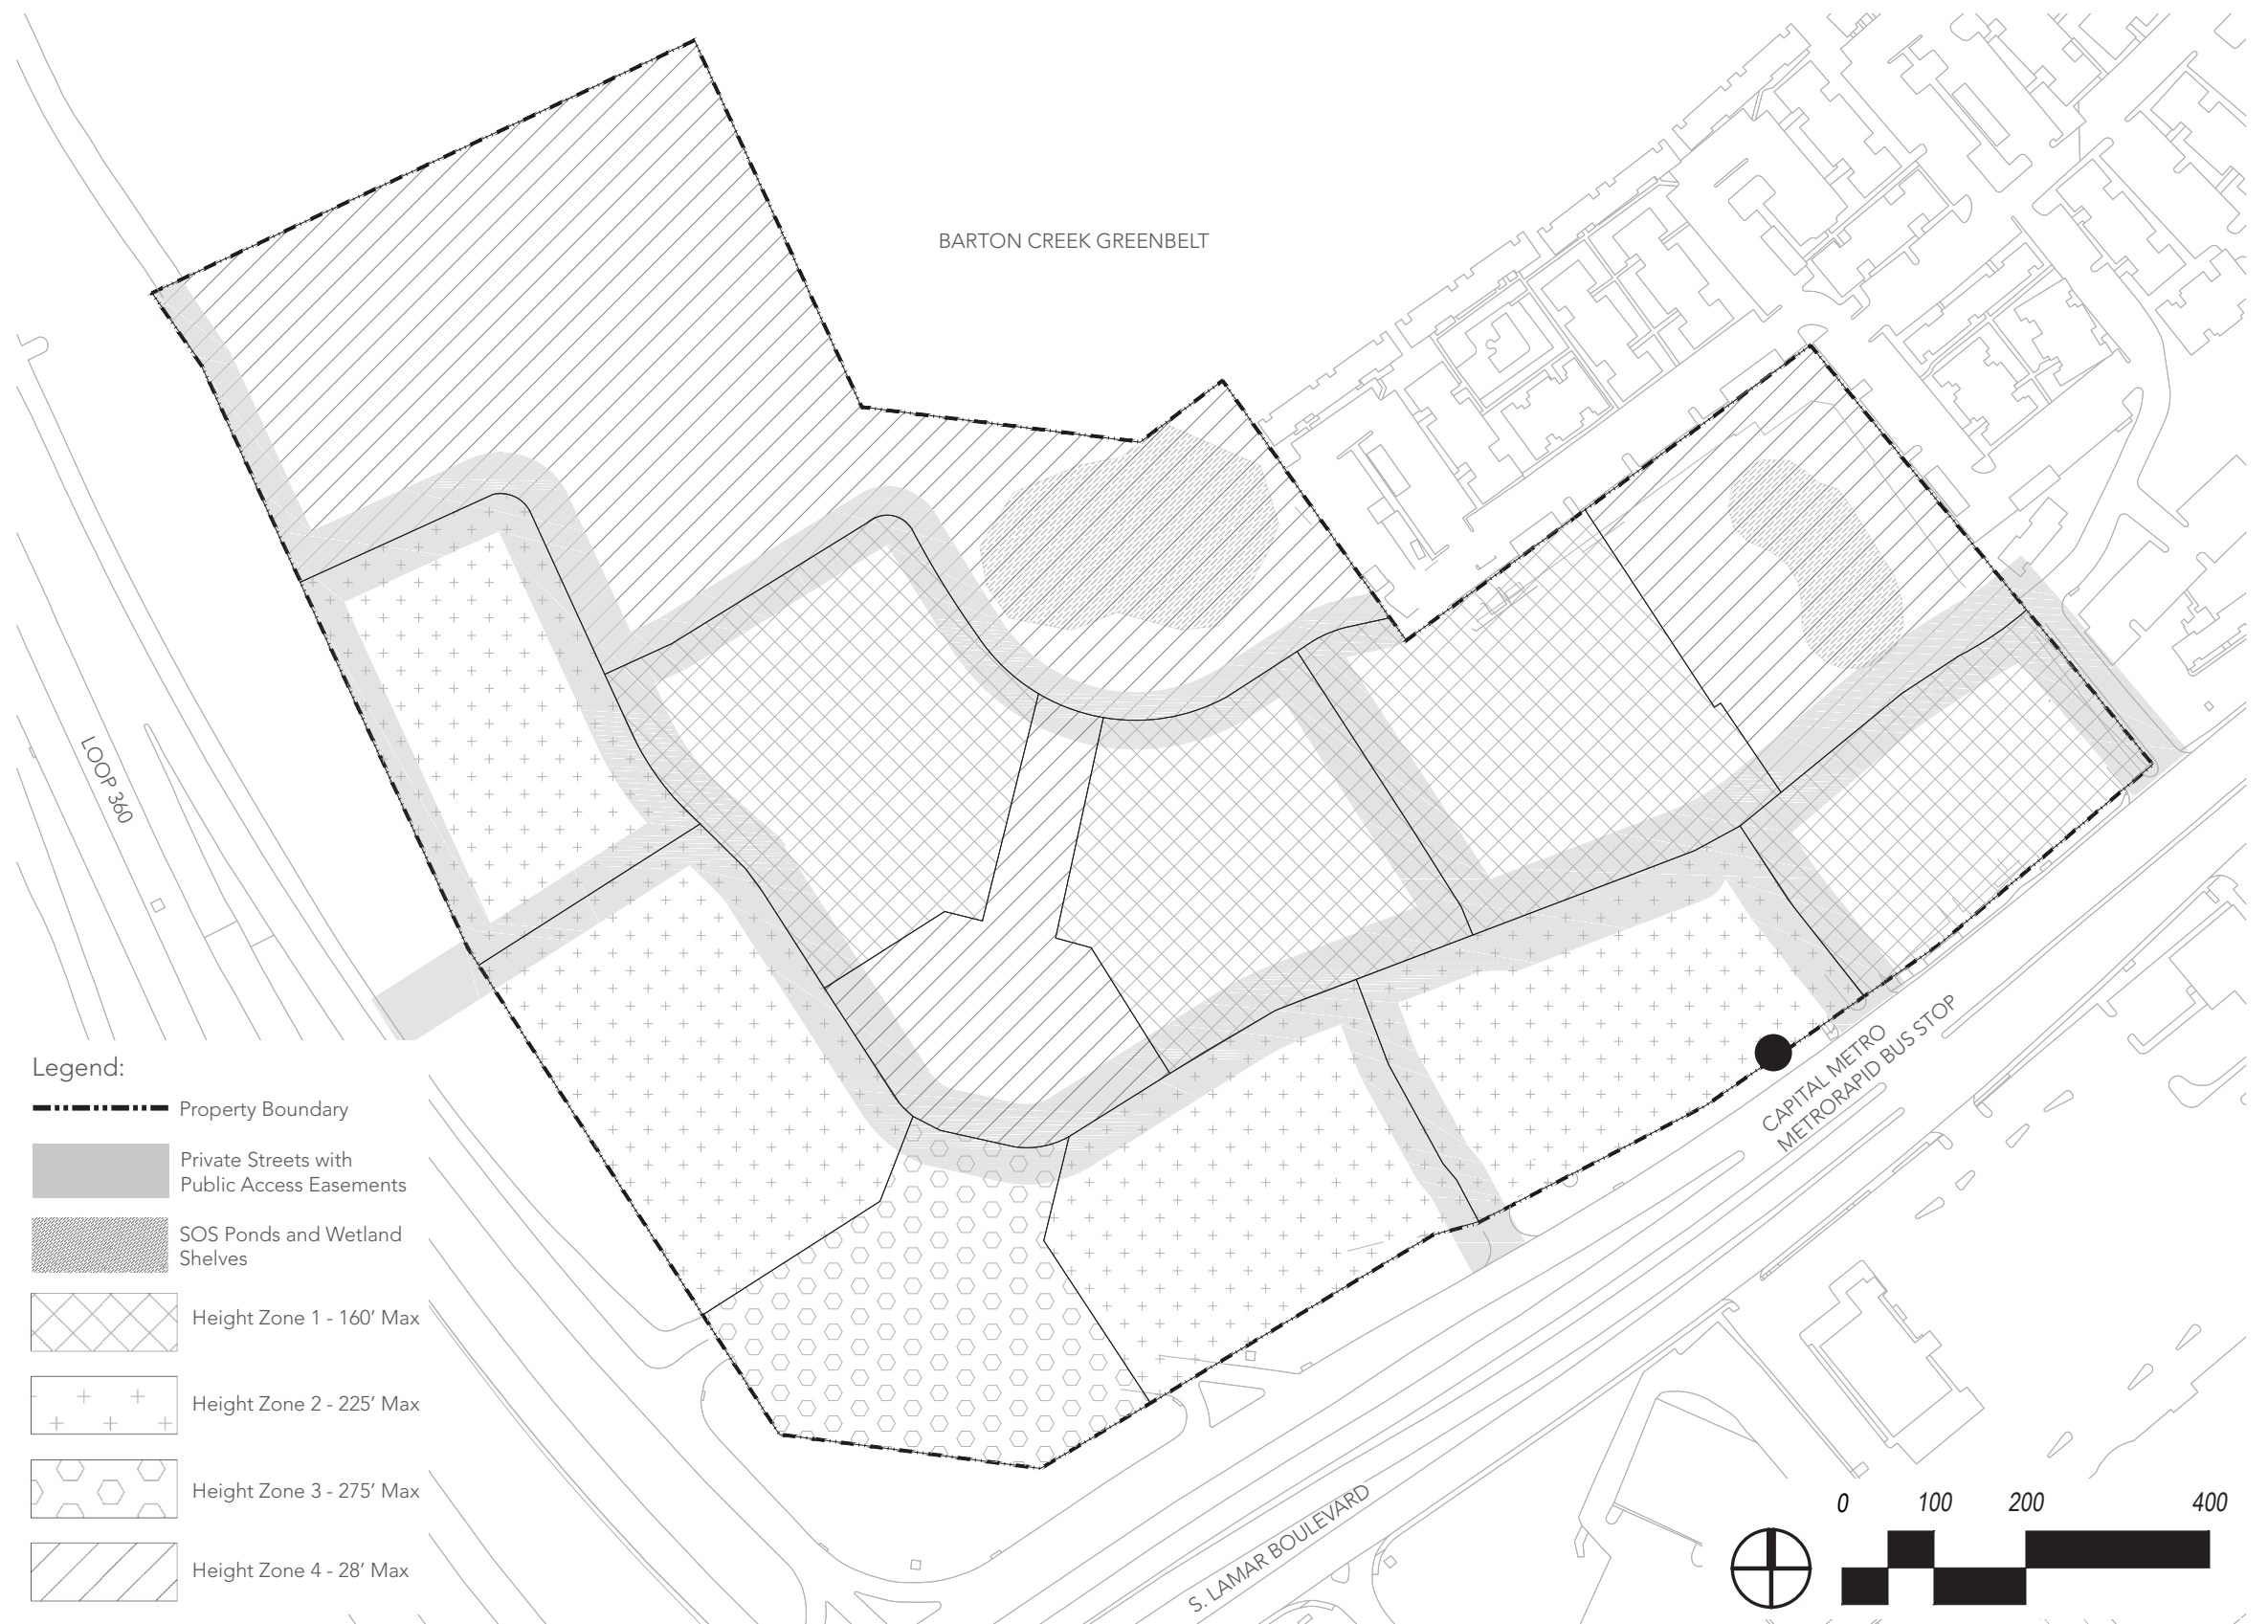 BARTON CREEK GREENBELT
LOOP 360
CAPITAL METRO
METRORAPID BUS STOP
S. LAMAR BOULEVARD
Legend:
Property Boundary
Private Streets with
Public Access Easements
SOS Ponds and Wetland
Shelves
Height Zone 1 - 160’ Max
Height Zone 2 - 225’ Max
Height Zone 3 - 275’ Max
Height Zone 4 - 28’ Max
0 100 200 400